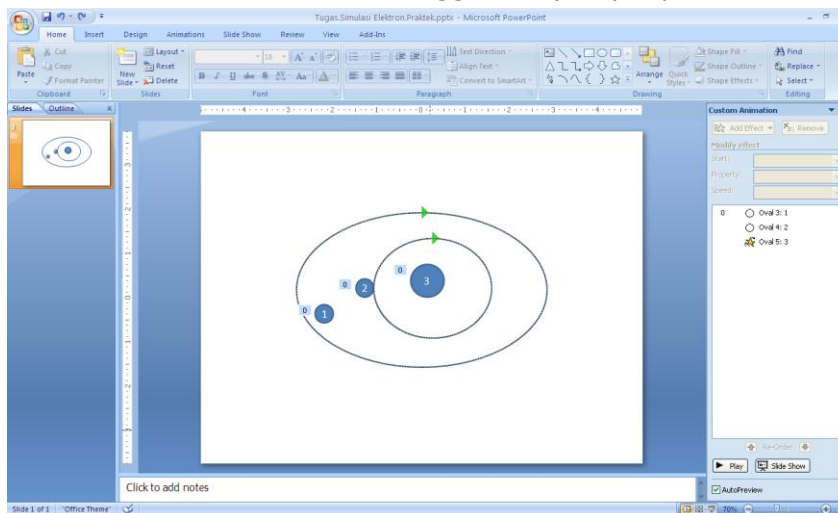 Tugas.Simulasi Elektron.Praktek.pptx - Microsoft PowerPoint
Home Insert Design Animations Slide Show Review View Add-Ins
Paste
Cut
Copy
Format Painter
Clipboard
New Slide
Layout
Reset
Delete
Slides
18
B I U abe S AV Aa A
Font
Text Direction
Align Text
Convert to SmartArt
Paragraph
Arrange
Quick Styles
Shape Fill
Shape Outline
Shape Effects
Drawing
Find
Replace
Select
Editing
Slides Outline
0
0
0
1
2
3
Custom Animation
Add Effect Remove
Modify effect
Start:
Property:
Speed:
0 Oval 3: 1
Oval 4: 2
Oval 5: 3
Re-Order
Play Slide Show
AutoPreview
Click to add notes
Slide 1 of 1 "Office Theme" 70%